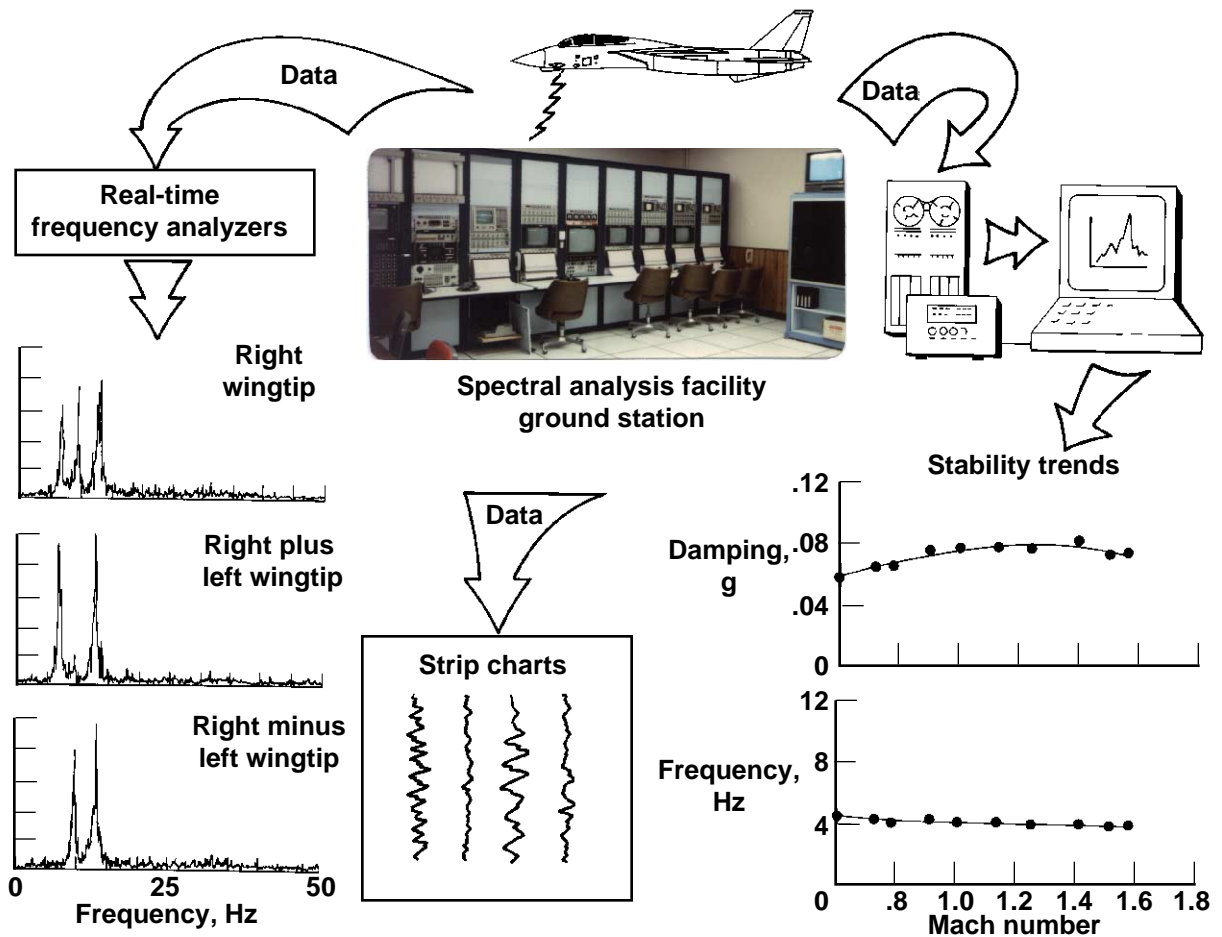 Data
Data
Real-time
frequency analyzers
Spectral analysis facility
ground station
Right
wingtip
Right plus
left wingtip
Right minus
left wingtip
0
25
50
Frequency, Hz
Data
Strip charts
Stability trends
.12
.08
.04
0
Damping,
g
12
8
4
0
Frequency,
Hz
.8
1.0
1.2
1.4
1.6
1.8
Mach number